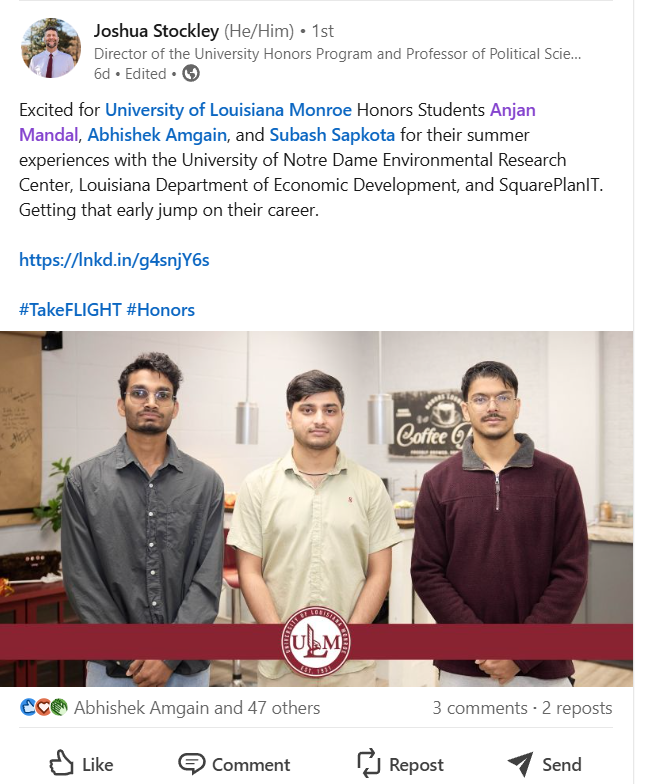 Joshua Stockley (He/Him) • 1st
Director of the University Honors Program and Professor of Political Scie...
6d • Edited •
Excited for University of Louisiana Monroe Honors Students Anjan
Mandal, Abhishek Amgain, and Subash Sapkota for their summer
experiences with the University of Notre Dame Environmental Research
Center, Louisiana Department of Economic Development, and SquarePlanIT.
Getting that early jump on their career.
https://lnkd.in/g4snjY6s
#TakeFLIGHT #Honors
HONORS LOUN
Coffee
UNIVERSITY OF LOUISIANA MONROE
ULM
EST. 1931
Abhishek Amgain and 47 others
3 comments · 2 reposts
Like
Comment
Repost
Send